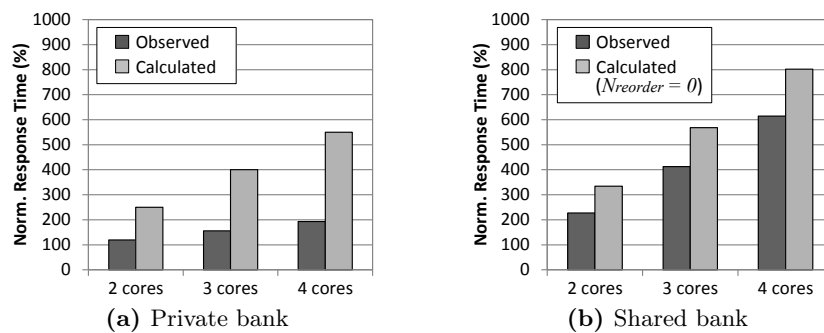 Norm. Response Time (%)
1000
900
800
700
600
500
400
300
200
100
0
Observed
Calculated
2 cores
3 cores
4 cores
(a) Private bank
Norm. Response Time (%)
1000
900
800
700
600
500
400
300
200
100
0
Observed
Calculated
(Nreorder = 0)
2 cores
3 cores
4 cores
(b) Shared bank